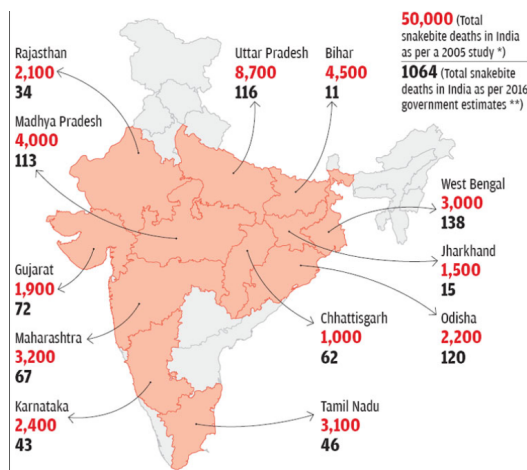 50,000 (Total
snakebite deaths in India
as per a 2005 study *)
1064 (Total snakebite
deaths in India as per 2016
government estimates **)
Rajasthan
2,100
34
Uttar Pradesh
8,700
116
Bihar
4,500
11
Madhya Pradesh
4,000
113
West Bengal
3,000
138
Jharkhand
1,500
15
Gujarat
1,900
72
Chhattisgarh
1,000
62
Odisha
2,200
120
Maharashtra
3,200
67
Karnataka
2,400
43
Tamil Nadu
3,100
46